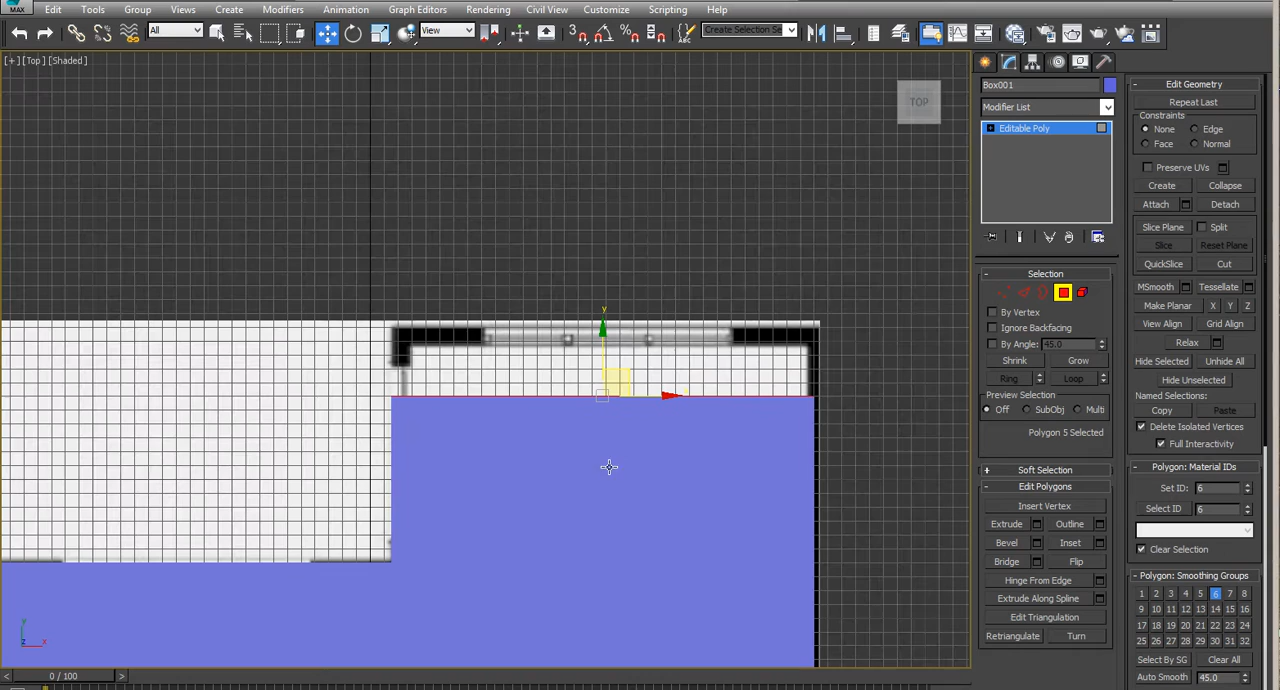 MAX Edit Tools Group Views Create Modifiers Animation Graph Editors Rendering Civil View Customize Scripting Help
All View Create Selection Se
[+] [Top] [Shaded]
TOP
y
x
y
z x
0 / 100
Box001
Modifier List
Editable Poly
Selection
By Vertex
Ignore Backfacing
By Angle: 45.0
Shrink Grow
Ring Loop
Preview Selection
Off SubObj Multi
Polygon 5 Selected
Soft Selection
Edit Polygons
Insert Vertex
Extrude Outline
Bevel Inset
Bridge Flip
Hinge From Edge
Extrude Along Spline
Edit Triangulation
Retriangulate Turn
Edit Geometry
Repeat Last
Constraints
None Edge
Face Normal
Preserve UVs
Create Collapse
Attach Detach
Slice Plane Split
Slice Reset Plane
QuickSlice Cut
MSmooth Tessellate
Make Planar X Y Z
View Align Grid Align
Relax
Hide Selected Unhide All
Hide Unselected
Named Selections:
Copy Paste
Delete Isolated Vertices
Full Interactivity
Polygon: Material IDs
Set ID: 6
Select ID 6
Clear Selection
Polygon: Smoothing Groups
1 2 3 4 5 6 7 8
9 10 11 12 13 14 15 16
17 18 19 20 21 22 23 24
25 26 27 28 29 30 31 32
Select By SG Clear All
Auto Smooth 45.0